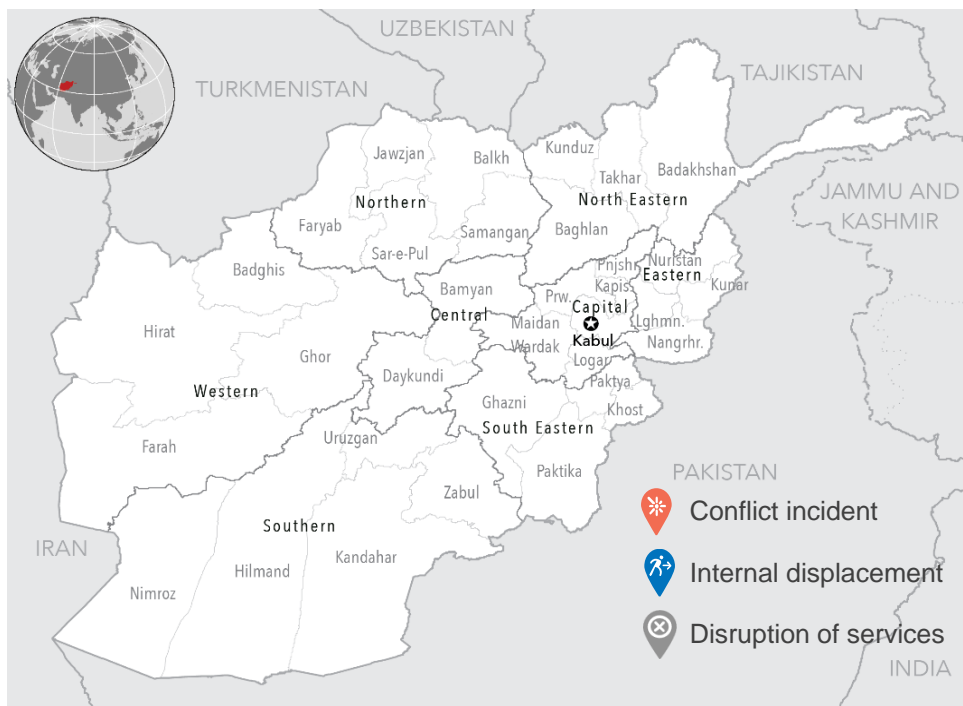 UZBEKISTAN
TAJIKISTAN
TURKMENISTAN
Kunduz
Jawzjan
Balkh
Badakhshan
Takhar
JAMMU AND
KASHMIR
Northern
North Eastern
Faryab
Samangan
Baghlan
Sar-e-Pul
Nuristan
Pnjshr.
Badghis
Eastern
Bamyan
Kapis.
Kunar
Prw.
Capital
Central
Maidan
Wardak
Lghmn.
Hirat
Kabul
Nangrhr.
Ghor
Logar
Daykundi
Paktya
Western
Ghazni
Khost
South Eastern
Uruzgan
Farah
Paktika
PAKISTAN
Zabul
Conflict incident
Southern
IRAN
Kandahar
Hilmand
Internal displacement
Nimroz
Disruption of services
INDIA